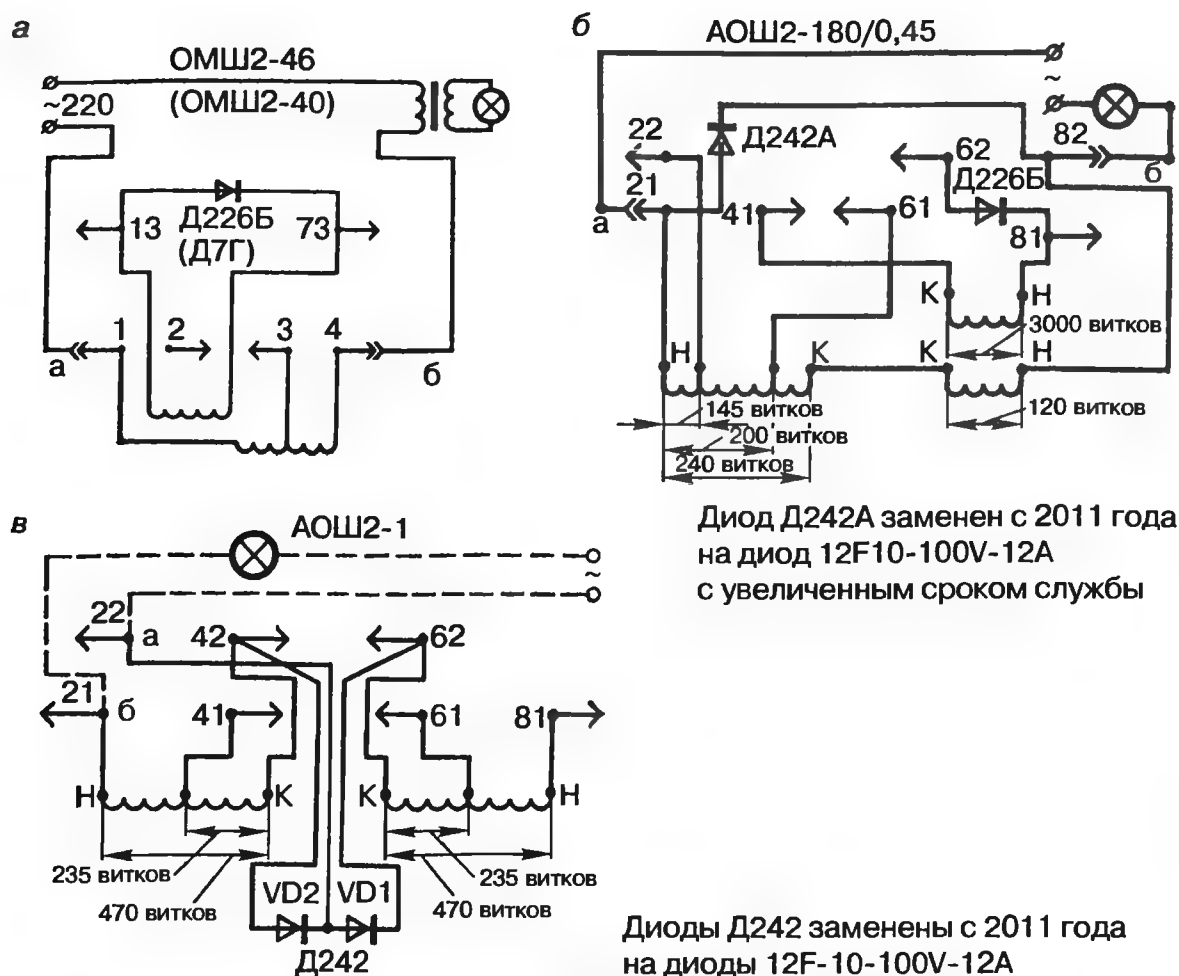 а
ОМШ2-46
(ОМШ2-40)
~220
Д226Б
(Д7Г)
13
73
1
2
3
4
а
б
б
АОШ2-180/0,45
~
22
Д242А
62
82
Д226Б
б
21
41
61
81
а
К
Н
3000 витков
Н
К
К
Н
145 витков
120 витков
200 витков
240 витков
Диод Д242А заменен с 2011 года
на диод 12F10-100V-12A
с увеличенным сроком службы
в
АОШ2-1
~
22
а
42
62
21
б
41
61
81
Н
К
К
Н
235 витков
235 витков
470 витков
470 витков
VD2
VD1
Д242
Диоды Д242 заменены с 2011 года
на диоды 12F-10-100V-12A